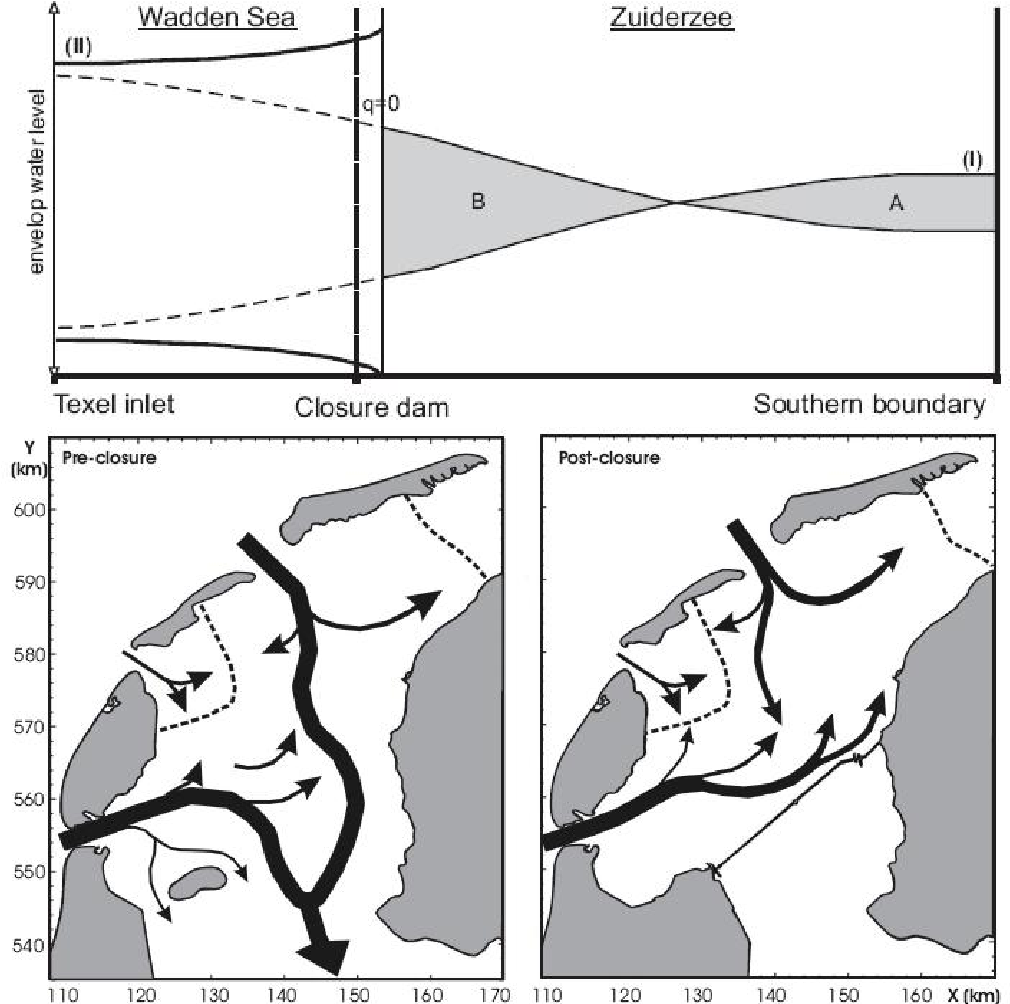 Wadden Sea
Zuiderzee
(II)
q=0
(I)
B
A
envelop water level
Texel inlet
Closure dam
Southern boundary
Y
(km)
Pre-closure
Post-closure
600
590
580
570
560
550
540
110 120 130 140 150 160 170
110 120 130 140 150 160 X (km)